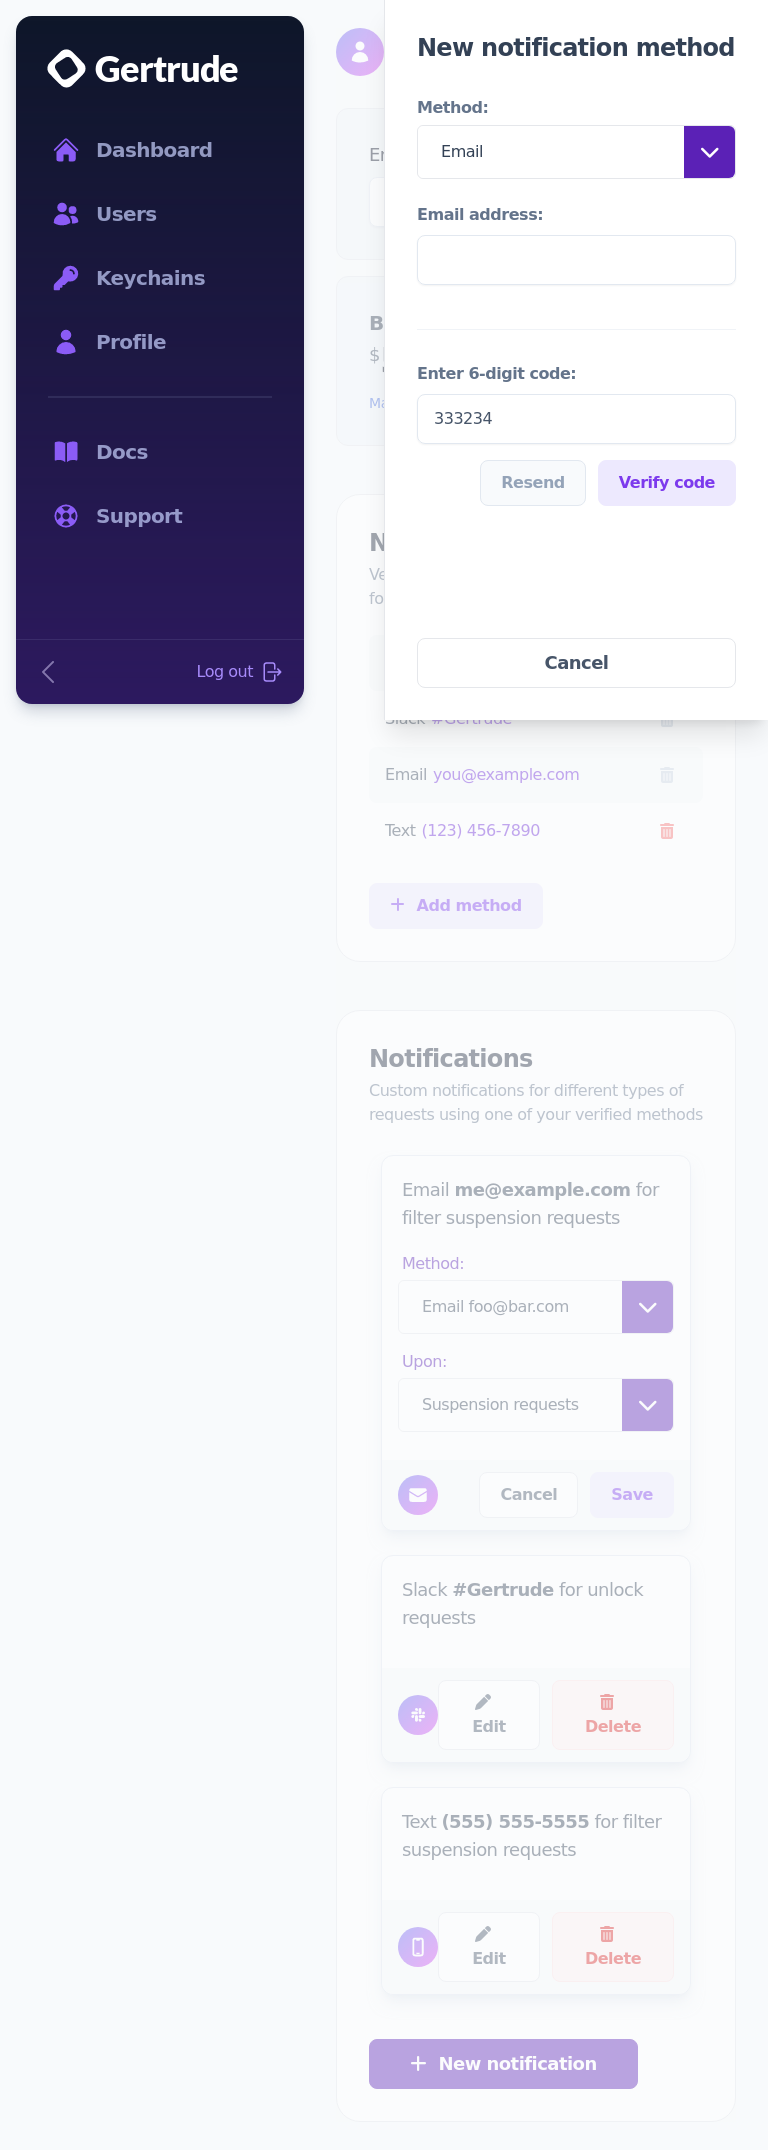 Gertrude
Dashboard
Users
Keychains
Profile
Docs
Support
Log out
New notification method
Method:
Email
Email address:
Enter 6-digit code:
333234
Resend
Verify code
Cancel
$
Slack #Gertrude
Email you@example.com
Text (123) 456-7890
+ Add method
Notifications
Custom notifications for different types of
requests using one of your verified methods
Email me@example.com for
filter suspension requests
Method:
Email foo@bar.com
Upon:
Suspension requests
Cancel
Save
Slack #Gertrude for unlock
requests
Edit
Delete
Text (555) 555-5555 for filter
suspension requests
Edit
Delete
+ New notification